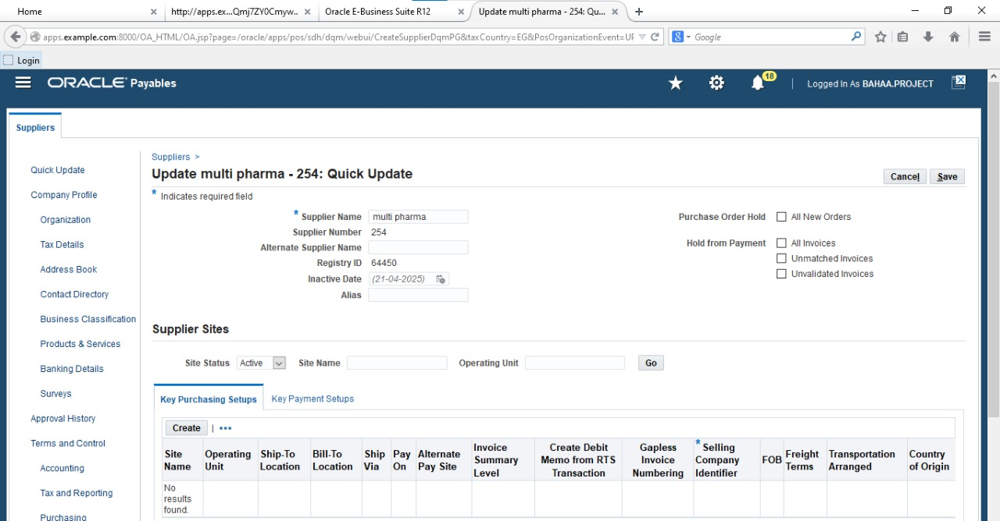 Home
http://apps.ex...Qmj7ZY0Cmyw...
Oracle E-Business Suite R12
Update multi pharma - 254: Qu...
apps.example.com:8000/OA_HTML/OA.jsp?page=/oracle/apps/pos/sdh/dqm/webui/CreateSupplierDqmPG&taxCountry=EG&PosOrganizationEvent=UF
Google
Login
ORACLE Payables
18
Logged In As BAHAA.PROJECT
Suppliers
Quick Update
Company Profile
Organization
Tax Details
Address Book
Contact Directory
Business Classification
Products & Services
Banking Details
Surveys
Approval History
Terms and Control
Accounting
Tax and Reporting
Purchasing
Suppliers >
Update multi pharma - 254: Quick Update
Cancel
Save
* Indicates required field
* Supplier Name multi pharma
Supplier Number 254
Alternate Supplier Name
Registry ID 64450
Inactive Date (21-04-2025)
Alias
Purchase Order Hold All New Orders
Hold from Payment All Invoices
Unmatched Invoices
Unvalidated Invoices
Supplier Sites
Site Status Active Site Name Operating Unit Go
Key Purchasing Setups Key Payment Setups
Create | •••
Site Name
Operating Unit
Ship-To Location
Bill-To Location
Ship Via
Pay On
Alternate Pay Site
Invoice Summary Level
Create Debit Memo from RTS Transaction
Gapless Invoice Numbering
* Selling Company Identifier
FOB
Freight Terms
Transportation Arranged
Country of Origin
No results found.